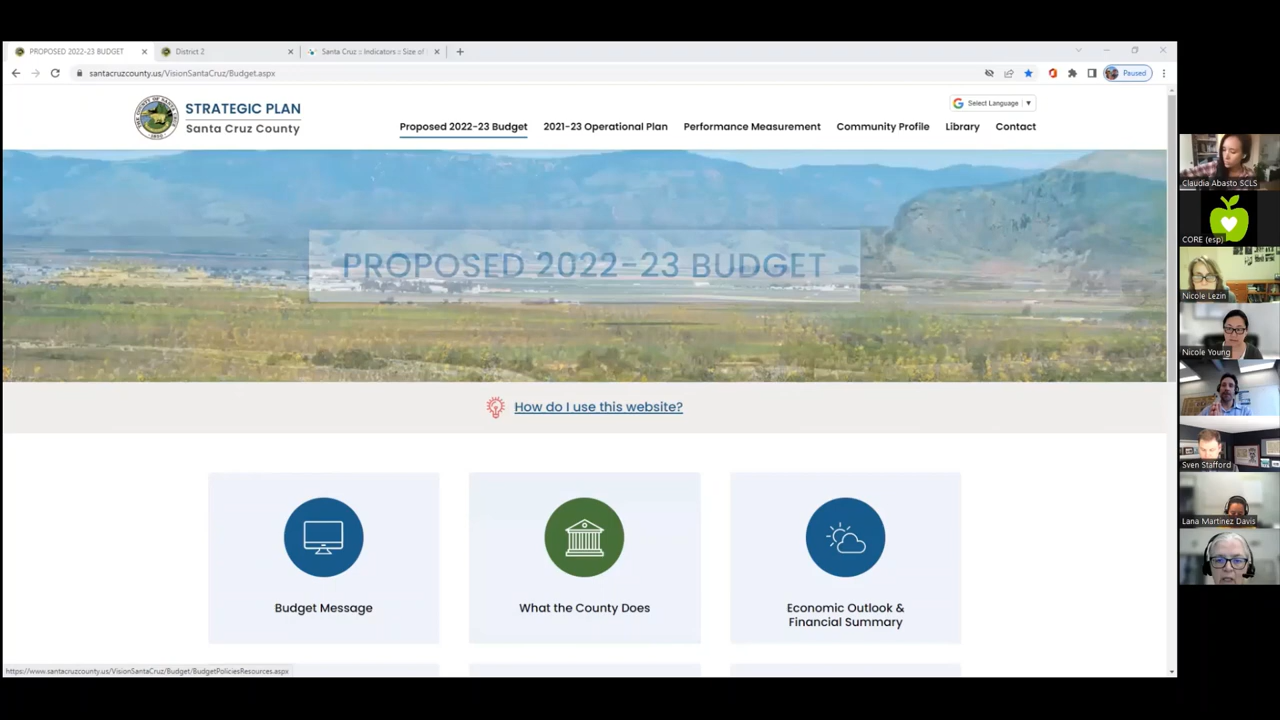 PROPOSED 2022-23 BUDGET
District 2
Santa Cruz :: Indicators :: Size of
santacruzcounty.us/VisionSantaCruz/Budget.aspx
Paused
STRATEGIC PLAN
Santa Cruz County
Select Language
Proposed 2022-23 Budget
2021-23 Operational Plan
Performance Measurement
Community Profile
Library
Contact
PROPOSED 2022-23 BUDGET
How do I use this website?
Budget Message
What the County Does
Economic Outlook &
Financial Summary
https://www.santacruzcounty.us/VisionSantaCruz/Budget/BudgetPoliciesResources.aspx
Claudia Abasto SCLS
CORE (esp)
Nicole Lezin
Nicole Young
Sven Stafford
Lana Martinez Davis